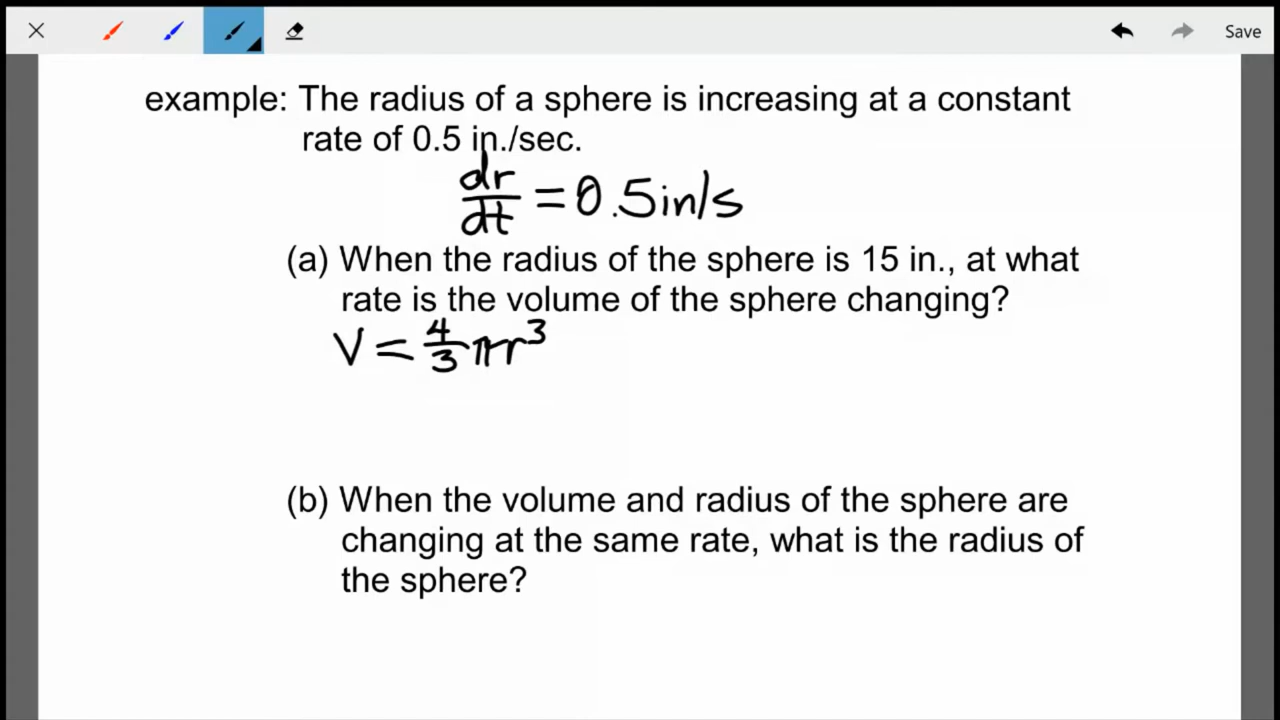 Save
example: The radius of a sphere is increasing at a constant
rate of 0.5 in./sec.
dr/dt = 0.5in/s
(a) When the radius of the sphere is 15 in., at what
rate is the volume of the sphere changing?
V = 4/3 πr³
(b) When the volume and radius of the sphere are
changing at the same rate, what is the radius of
the sphere?